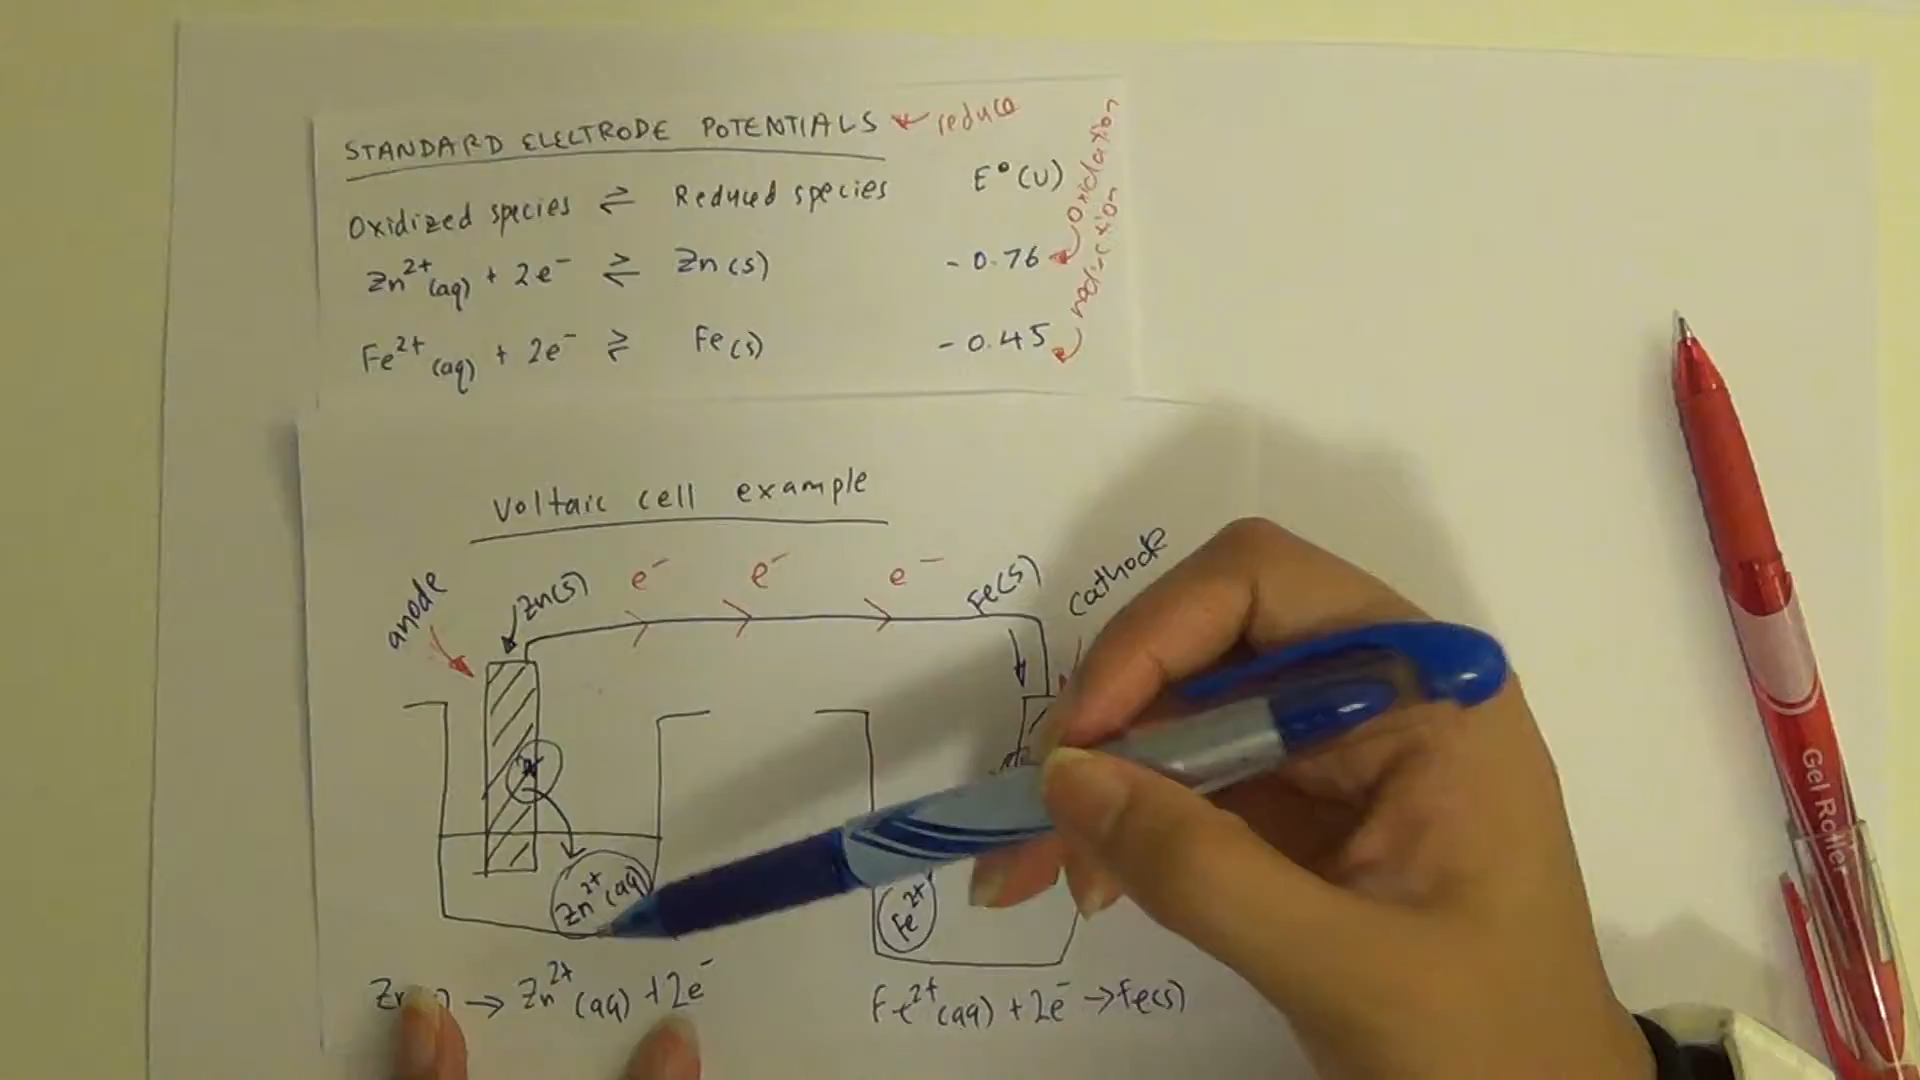 STANDARD ELECTRODE POTENTIALS ← reduce
Oxidized species ⇌ Reduced species E°(V)
oxidation
Zn²⁺(aq) + 2e⁻ ⇌ Zn(s) -0.76
reduction
Fe²⁺(aq) + 2e⁻ ⇌ Fe(s) -0.45
Voltaic cell example
anode
Zn(s)
e⁻ e⁻ e⁻
Fe(s)
cathode
Zn²⁺(aq)
Fe²⁺
→ Zn²⁺(aq) + 2e⁻
Fe²⁺(aq) + 2e⁻ → Fe(s)
Gel Roller